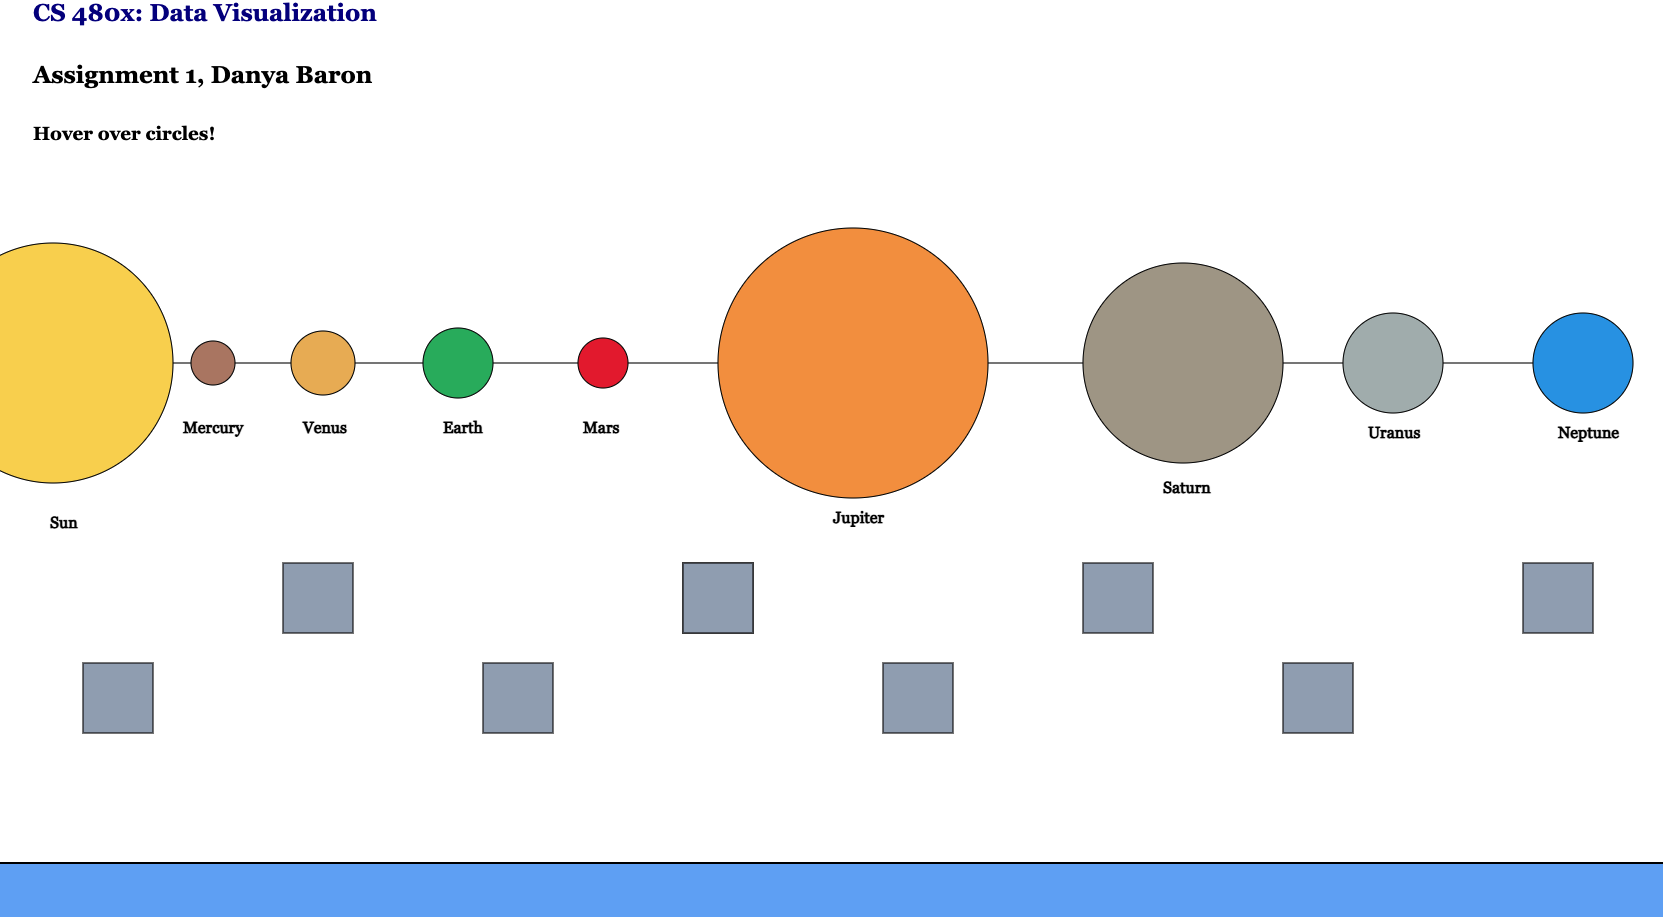 CS 480x: Data Visualization
Assignment 1, Danya Baron
Hover over circles!
Mercury
Venus
Earth
Mars
Uranus
Neptune
Saturn
Jupiter
Sun